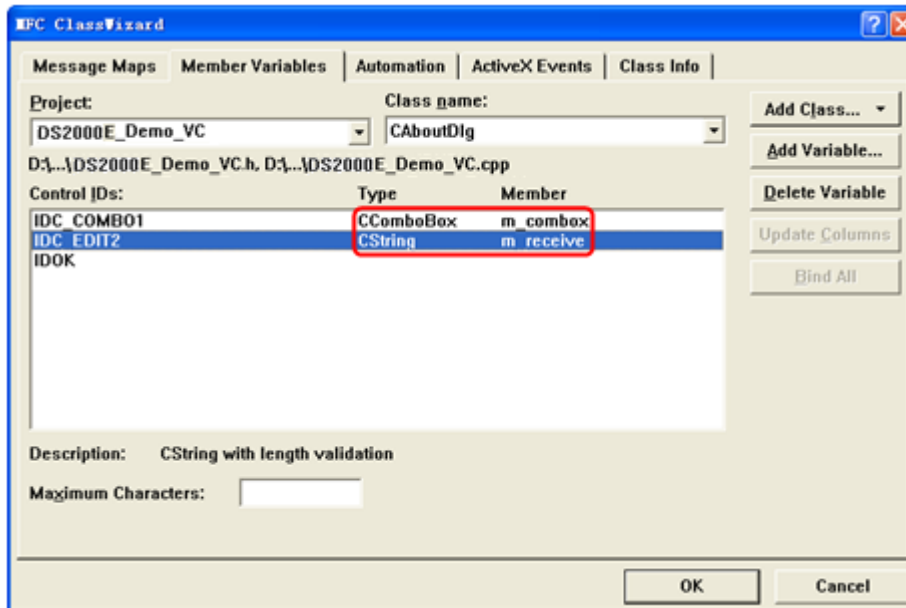 MFC ClassWizard
Message Maps Member Variables Automation ActiveX Events Class Info
Project: Class name:
DS2000E_Demo_VC CAboutDlg
Add Class...
D:\...\DS2000E_Demo_VC.h, D:\...\DS2000E_Demo_VC.cpp
Add Variable...
Control IDs: Type Member
Delete Variable
IDC_COMBO1 CComboBox m_combox
IDC_EDIT2 CString m_receive
Update Columns
IDOK
Bind All
Description: CString with length validation
Maximum Characters:
OK Cancel